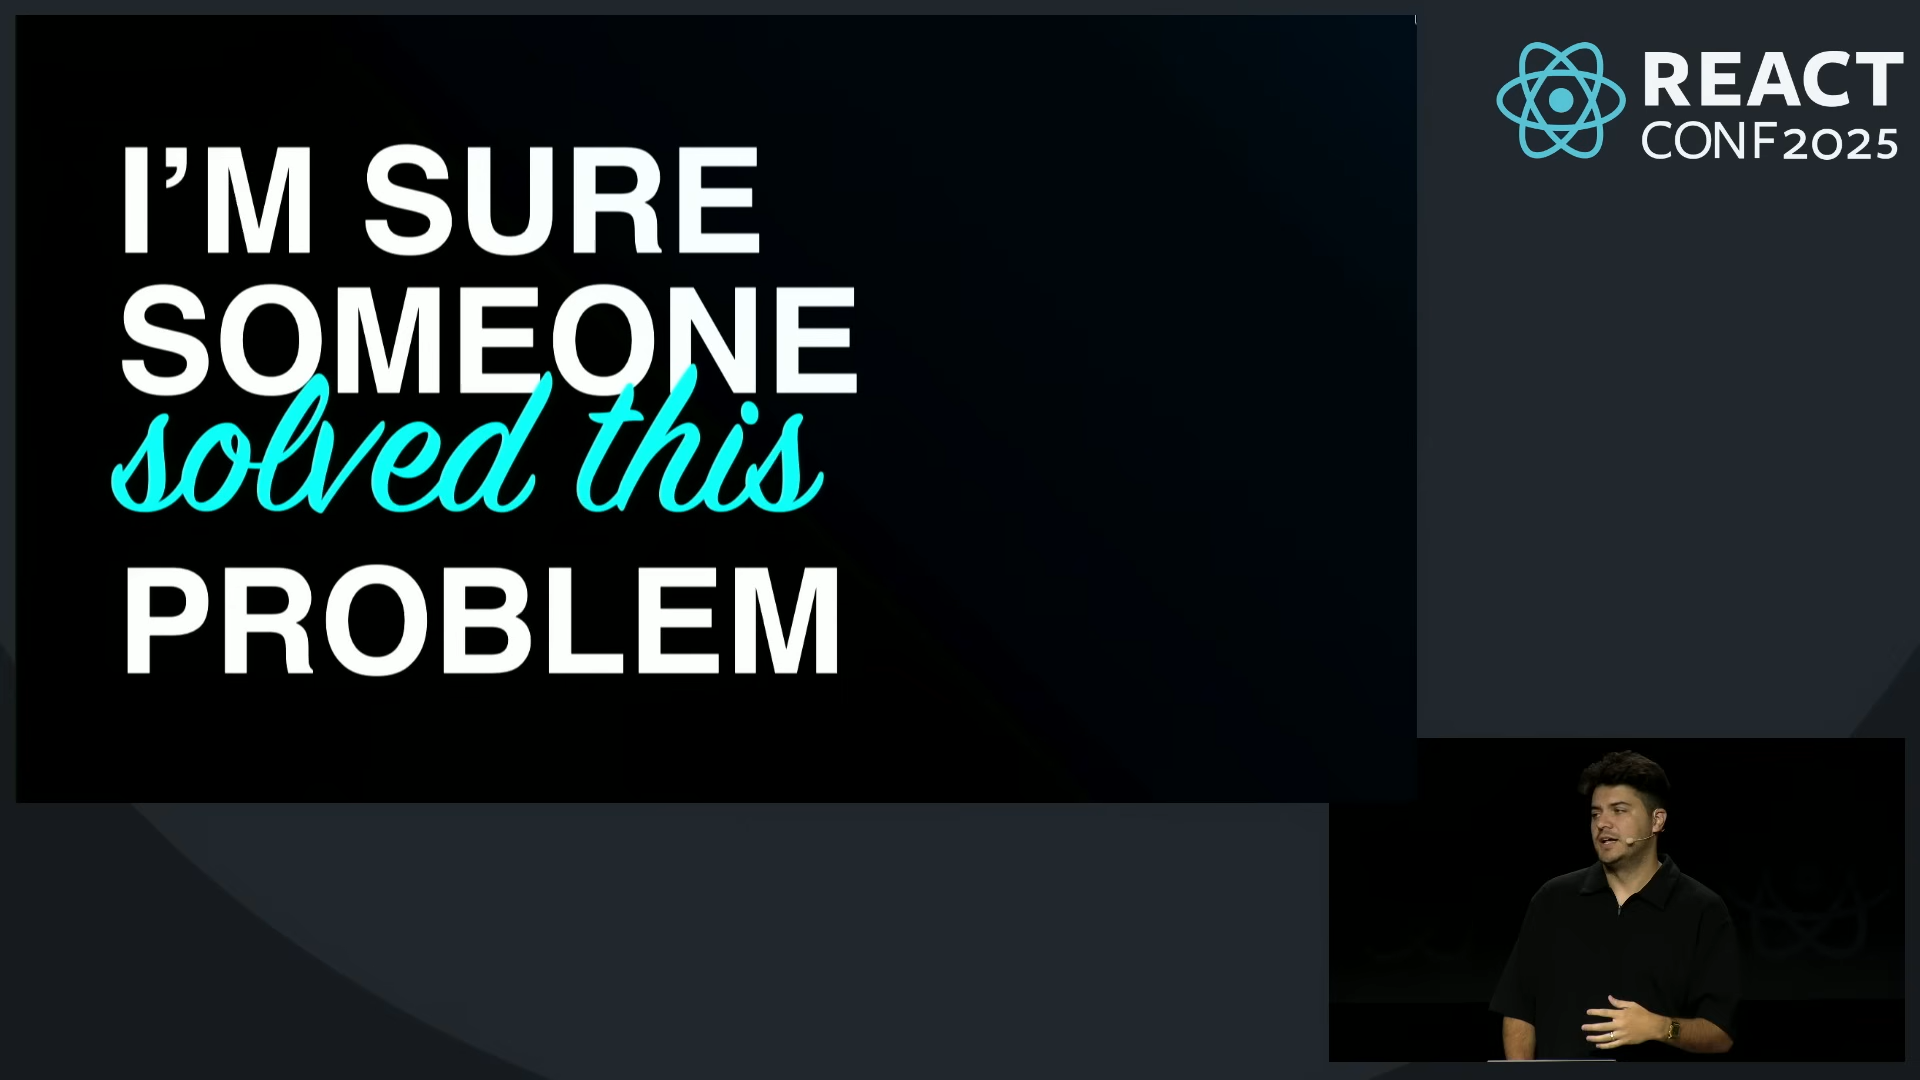 I’M SURE
SOMEONE
solved this
PROBLEM
REACT
CONF2025